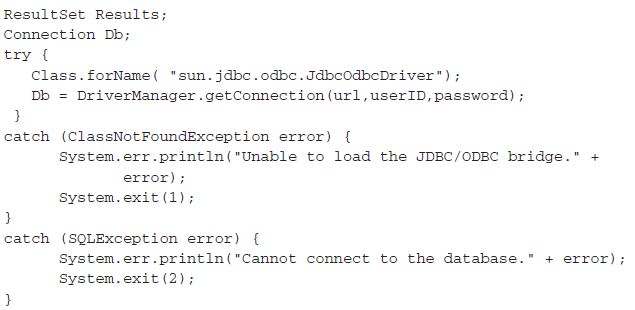 ResultSet Results;
Connection Db;
try {
   Class.forName( "sun.jdbc.odbc.JdbcOdbcDriver");
   Db = DriverManager.getConnection(url,userID,password);
 }
catch (ClassNotFoundException error) {
      System.err.println("Unable to load the JDBC/ODBC bridge." +
             error);
      System.exit(1);
}
catch (SQLException error) {
      System.err.println("Cannot connect to the database." + error);
      System.exit(2);
}